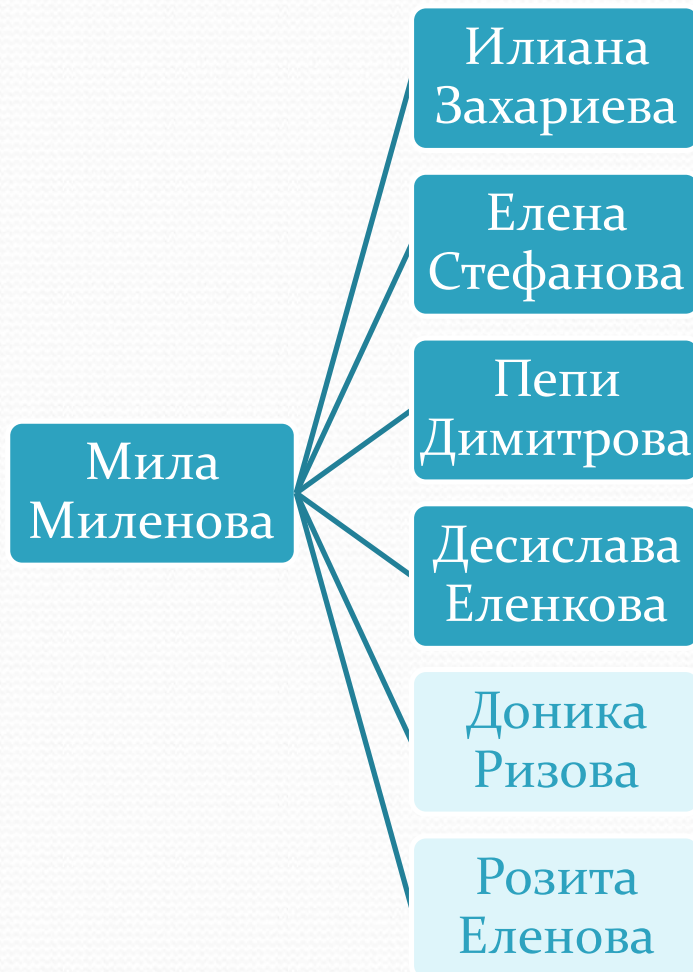 Мила
Миленова
Илиана
Захариева
Елена
Стефанова
Пепи
Димитрова
Десислава
Еленкова
Доника
Ризова
Розита
Еленова